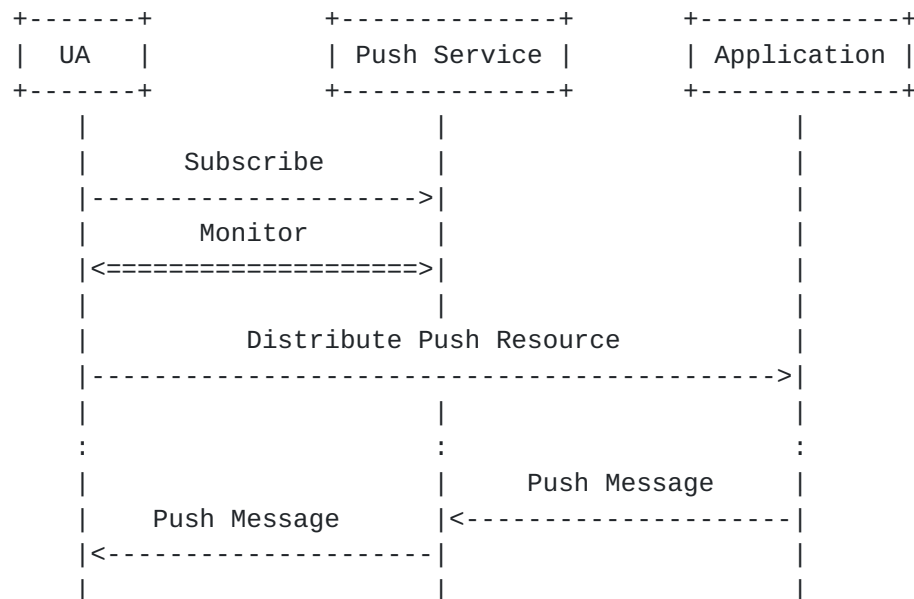 UA Push Service Application
Subscribe
Monitor
Distribute Push Resource
Push Message
Push Message